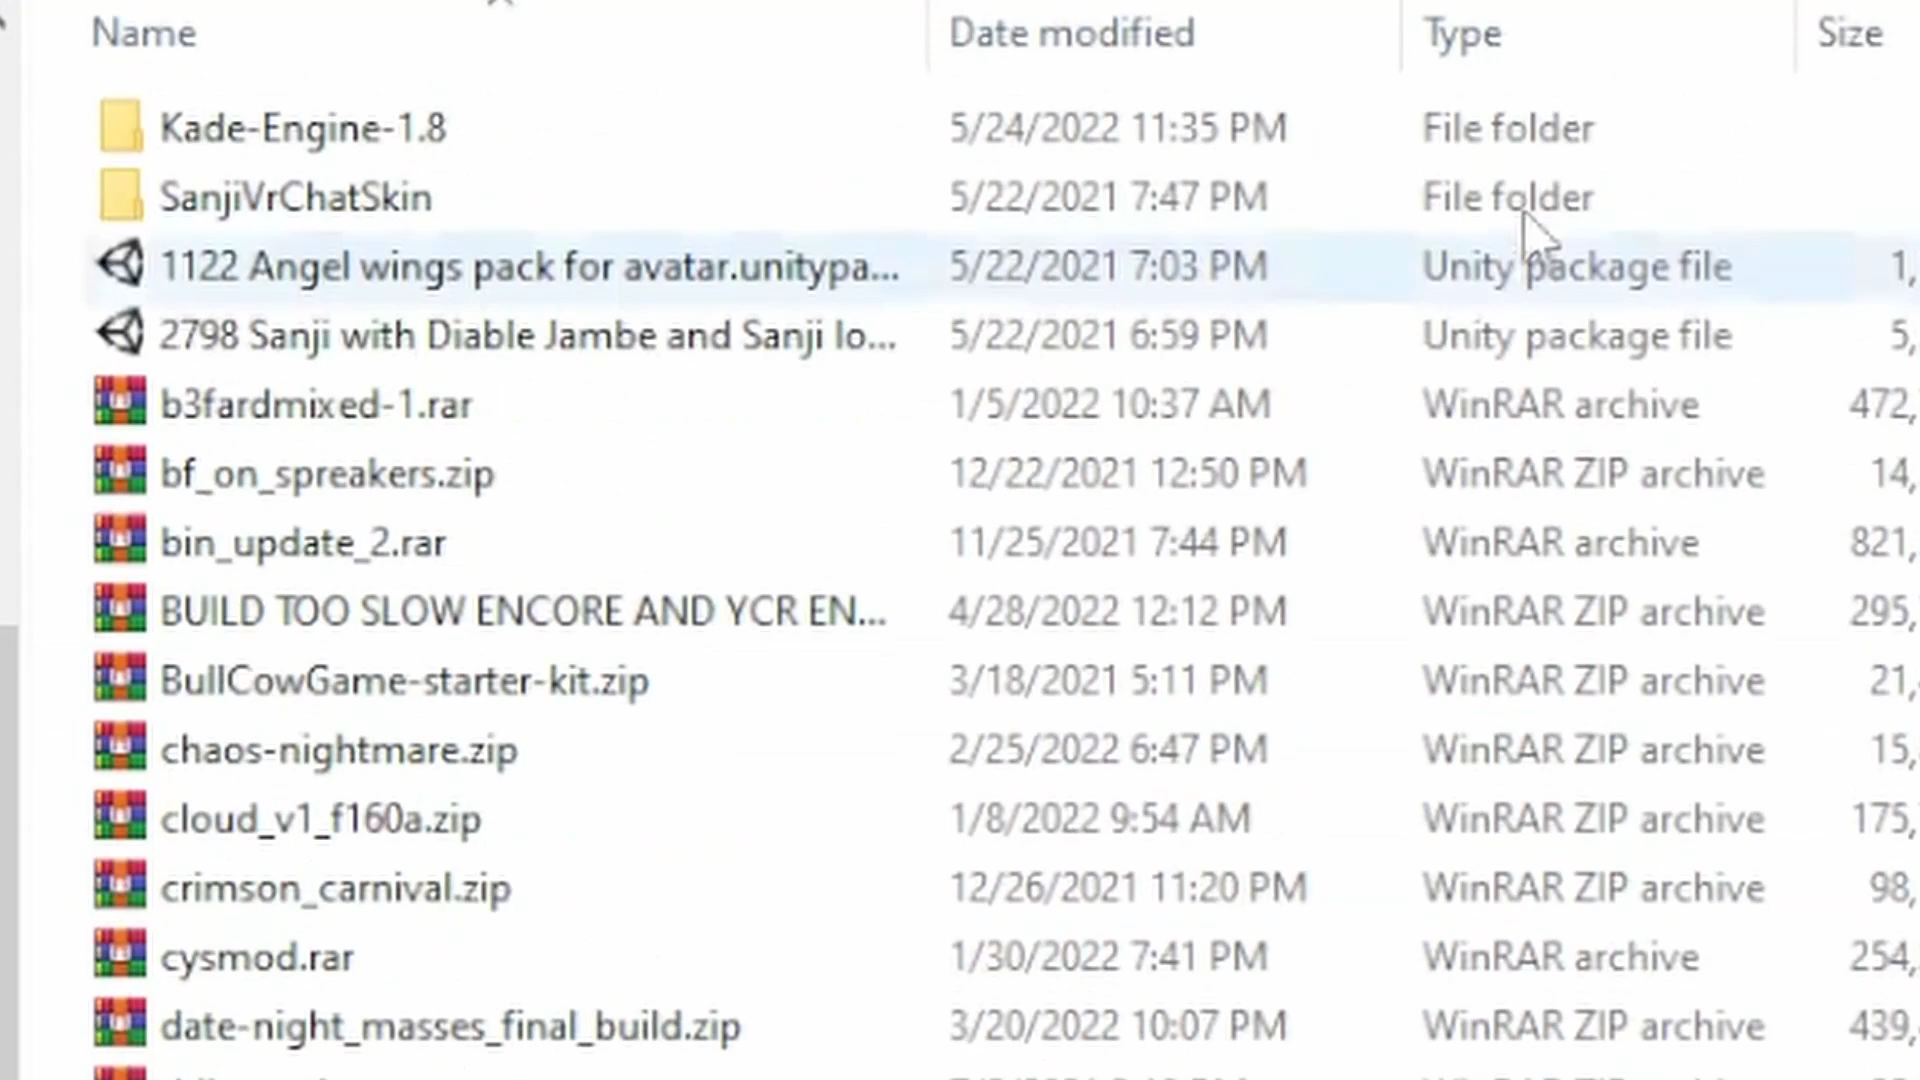 Name Date modified Type Size
Kade-Engine-1.8 5/24/2022 11:35 PM File folder
SanjiVrChatSkin 5/22/2021 7:47 PM File folder
1122 Angel wings pack for avatar.unitypa... 5/22/2021 7:03 PM Unity package file 1,
2798 Sanji with Diable Jambe and Sanji lo... 5/22/2021 6:59 PM Unity package file 5,
b3fardmixed-1.rar 1/5/2022 10:37 AM WinRAR archive 472,
bf_on_spreakers.zip 12/22/2021 12:50 PM WinRAR ZIP archive 14,
bin_update_2.rar 11/25/2021 7:44 PM WinRAR archive 821,
BUILD TOO SLOW ENCORE AND YCR EN... 4/28/2022 12:12 PM WinRAR ZIP archive 295,
BullCowGame-starter-kit.zip 3/18/2021 5:11 PM WinRAR ZIP archive 21,
chaos-nightmare.zip 2/25/2022 6:47 PM WinRAR ZIP archive 15,
cloud_v1_f160a.zip 1/8/2022 9:54 AM WinRAR ZIP archive 175,
crimson_carnival.zip 12/26/2021 11:20 PM WinRAR ZIP archive 98,
cysmod.rar 1/30/2022 7:41 PM WinRAR archive 254,
date-night_masses_final_build.zip 3/20/2022 10:07 PM WinRAR ZIP archive 439,